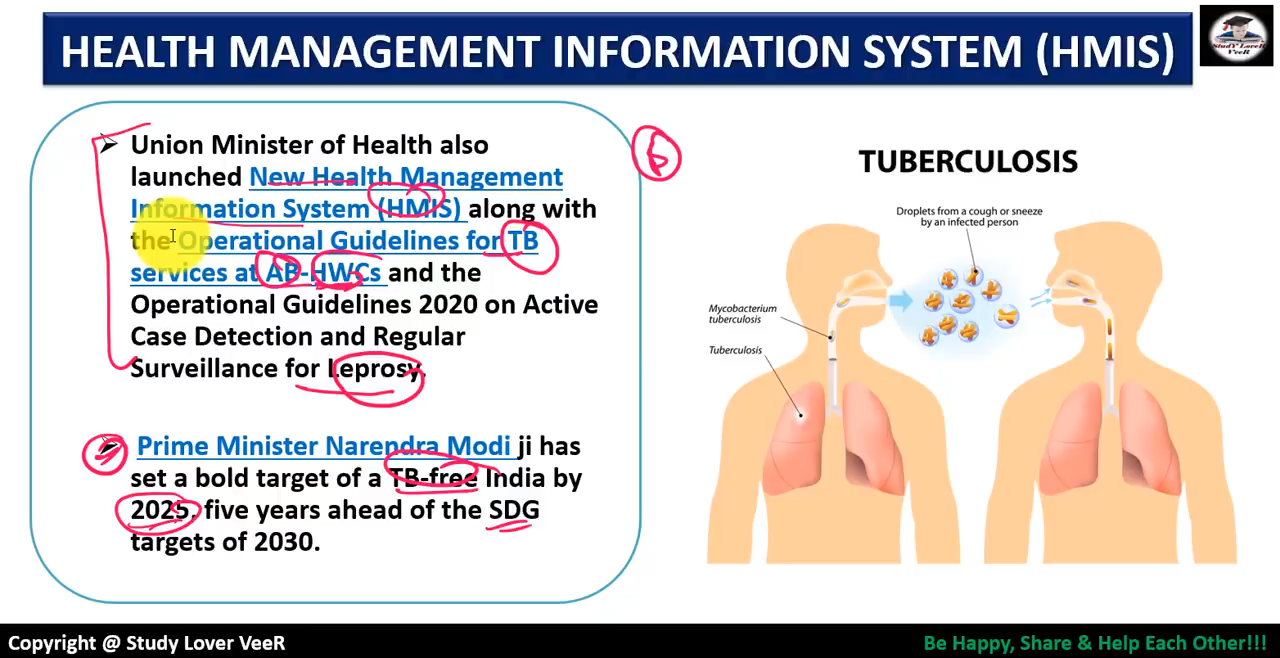 HEALTH MANAGEMENT INFORMATION SYSTEM (HMIS)
StudY LoveR
VeeR
Union Minister of Health also
launched New Health Management
Information System (HMIS) along with
the Operational Guidelines for TB
services at AB-HWCs and the
Operational Guidelines 2020 on Active
Case Detection and Regular
Surveillance for Leprosy.
Prime Minister Narendra Modi ji has
set a bold target of a TB-free India by
2025, five years ahead of the SDG
targets of 2030.
6
TUBERCULOSIS
Droplets from a cough or sneeze
by an infected person
Mycobacterium
tuberculosis
Tuberculosis
Copyright @ Study Lover VeeR
Be Happy, Share & Help Each Other!!!